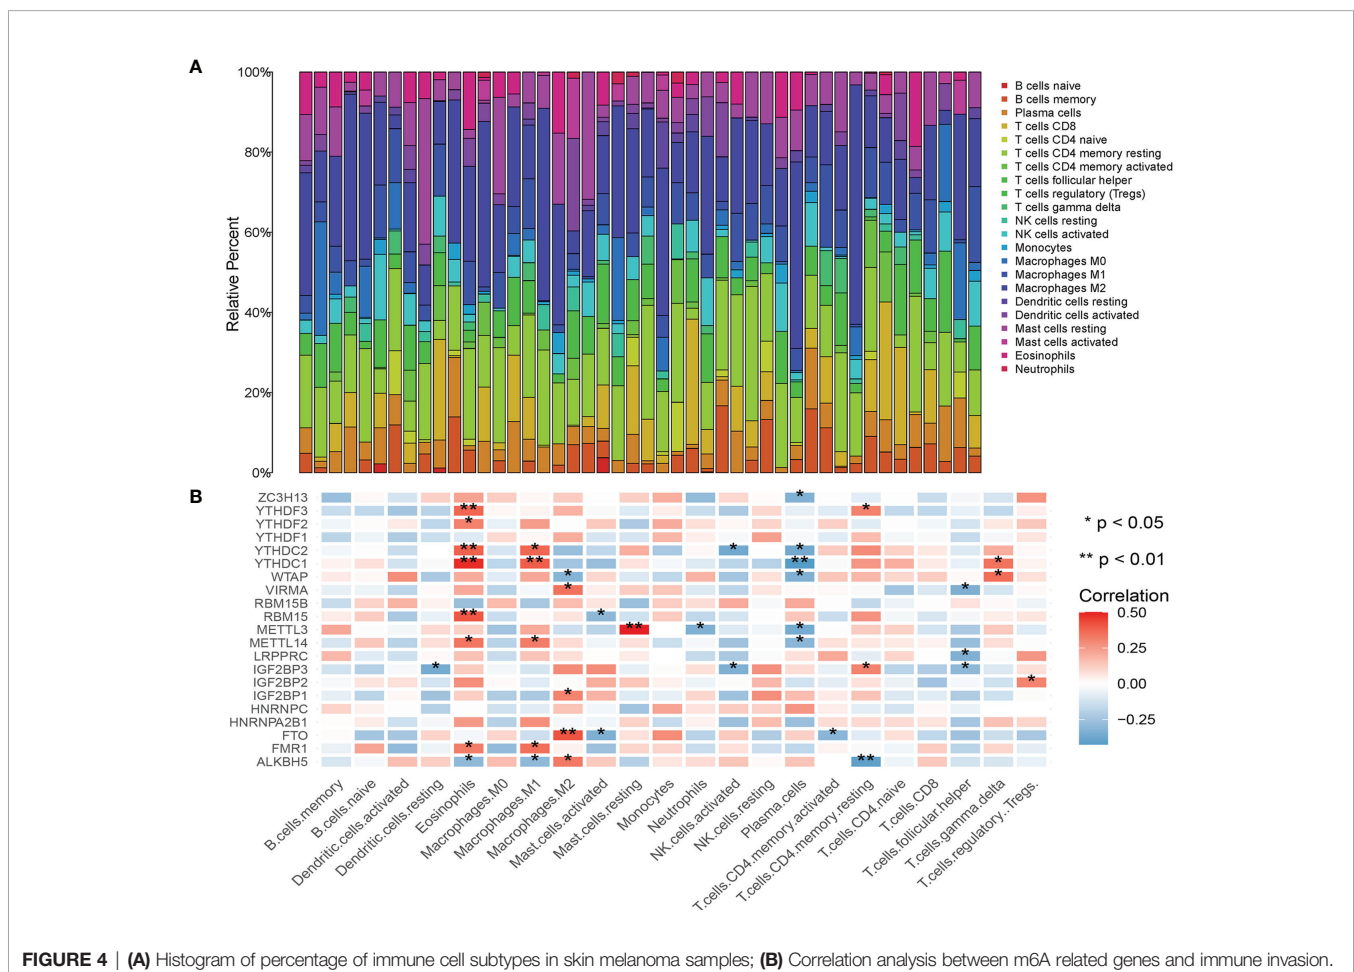 A
100%
80%
60%
40%
20%
0%
Relative Percent
B cells naive
B cells memory
Plasma cells
T cells CD8
T cells CD4 naive
T cells CD4 memory resting
T cells CD4 memory activated
T cells follicular helper
T cells regulatory (Tregs)
T cells gamma delta
NK cells resting
NK cells activated
Monocytes
Macrophages M0
Macrophages M1
Macrophages M2
Dendritic cells resting
Dendritic cells activated
Mast cells resting
Mast cells activated
Eosinophils
Neutrophils
B
ZC3H13 *
YTHDF3 ** *
YTHDF2 *
YTHDF1
YTHDC2 ** * * *
YTHDC1 ** ** ** *
WTAP * * *
VIRMA * *
RBM15B
RBM15 ** *
METTL3 ** * *
METTL14 * * *
LRPPRC *
IGF2BP3 * * * *
IGF2BP2 *
IGF2BP1 *
HNRNPC
HNRNPA2B1
FTO ** * *
FMR1 * *
ALKBH5 * * * **
B.cells.memory
B.cells.naive
Dendritic.cells.activated
Dendritic.cells.resting
Eosinophils
Macrophages.M0
Macrophages.M1
Macrophages.M2
Mast.cells.activated
Mast.cells.resting
Monocytes
Neutrophils
NK.cells.activated
NK.cells.resting
Plasma.cells
T.cells.CD4.memory.activated
T.cells.CD4.memory.resting
T.cells.CD4.naive
T.cells.CD8
T.cells.follicular.helper
T.cells.gamma.delta
T.cells.regulatory..Tregs.
* p < 0.05
** p < 0.01
Correlation
0.50
0.25
0.00
−0.25
FIGURE 4 | (A) Histogram of percentage of immune cell subtypes in skin melanoma samples; (B) Correlation analysis between m6A related genes and immune invasion.